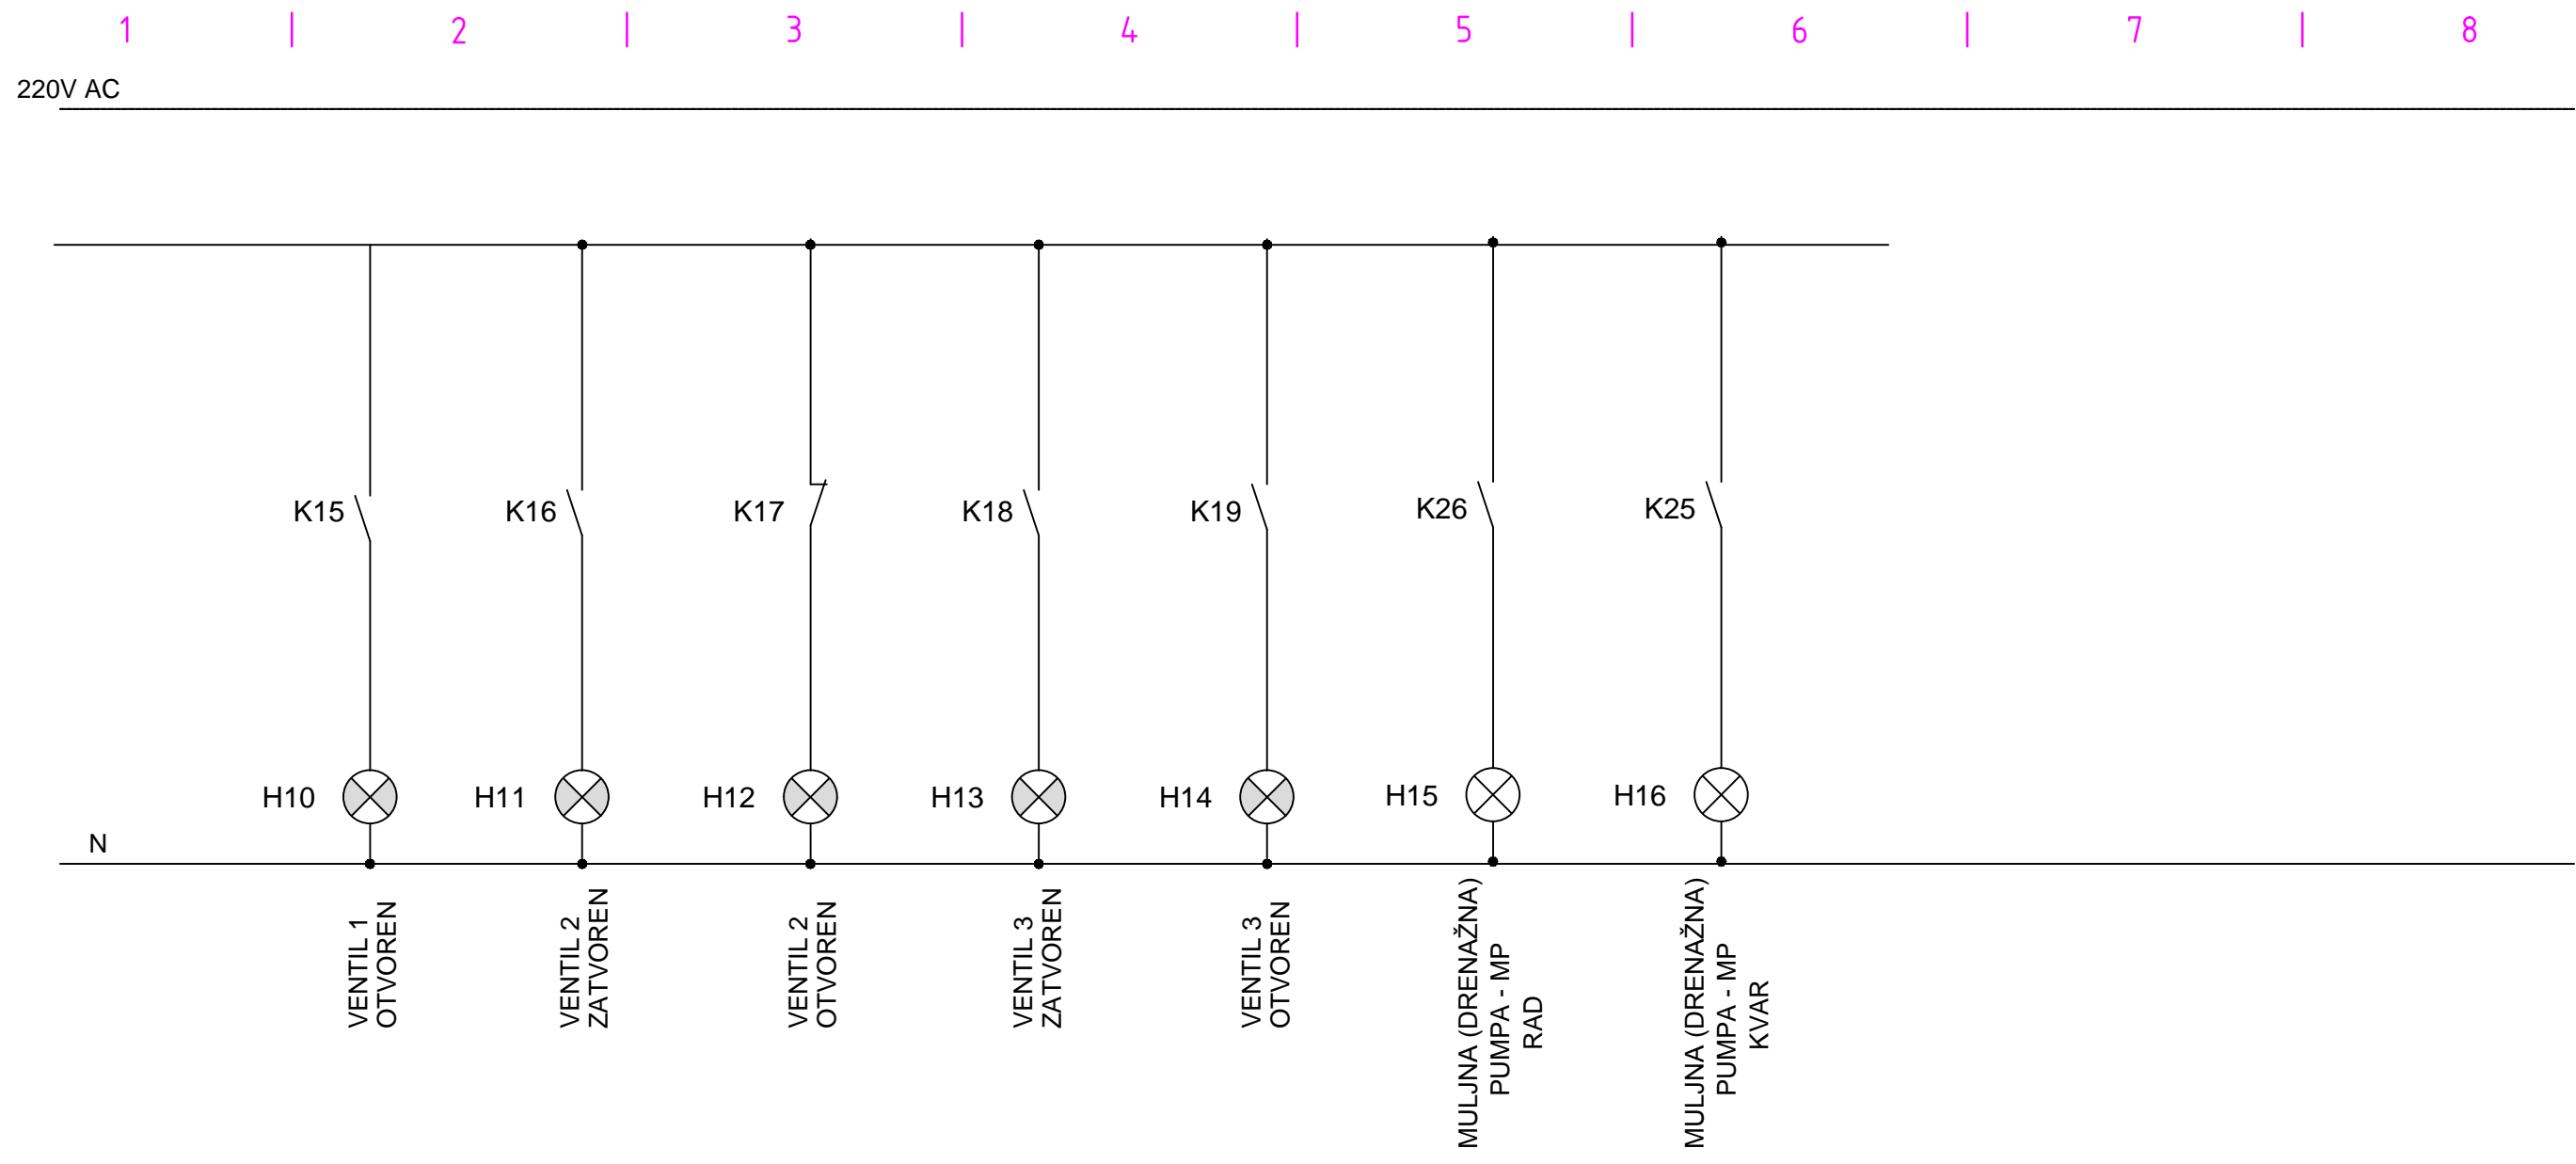 1 | 2 | 3 | 4 | 5 | 6 | 7 | 8
220V AC
K15 K16 K17 K18 K19 K26 K25
H10 H11 H12 H13 H14 H15 H16
N
VENTIL 1
OTVOREN
VENTIL 2
ZATVOREN
VENTIL 2
OTVOREN
VENTIL 3
ZATVOREN
VENTIL 3
OTVOREN
MULJNA (DRENAŽNA)
PUMPA - MP
RAD
MULJNA (DRENAŽNA)
PUMPA - MP
KVAR